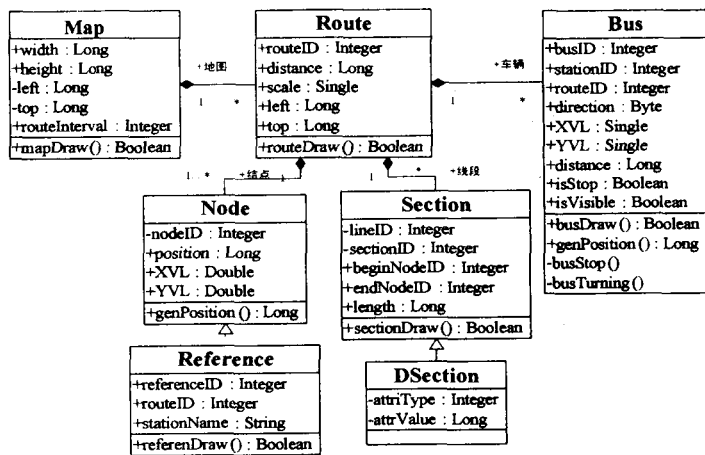 Map
+width : Long
+height : Long
-left : Long
-top : Long
+routeInterval : Integer
+mapDraw() : Boolean
+地图
1
*
Route
+routeID : Integer
+distance : Long
+scale : Single
+left : Long
+top : Long
+routeDraw() : Boolean
+车辆
1
*
Bus
+busID : Integer
+stationID : Integer
+routeID : Integer
+direction : Byte
+XVL : Single
+YVL : Single
+distance : Long
+isStop : Boolean
+isVisible : Boolean
+busDraw() : Boolean
+genPosition() : Long
-busStop()
-busTurning()
1..*
+结点
1
Node
-nodeID : Integer
+position : Long
+XVL : Double
+YVL : Double
+genPosition() : Long
1
*
+线段
Section
-lineID : Integer
-sectionID : Integer
+beginNodeID : Integer
+endNodeID : Integer
+length : Long
+sectionDraw() : Boolean
Reference
+referenceID : Integer
+routeID : Integer
+stationName : String
+referenDraw() : Boolean
DSection
-attriType : Integer
-attrValue : Long